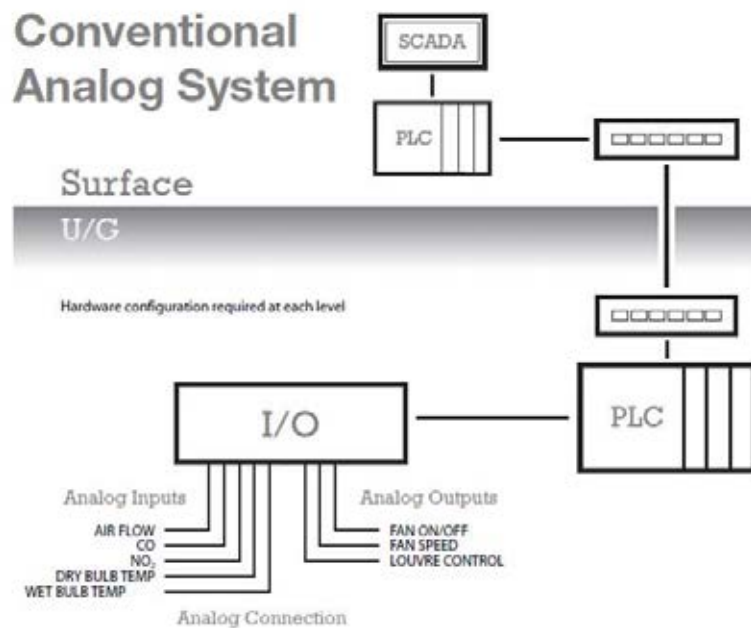 Conventional
Analog System
SCADA
PLC
Surface
U/G
Hardware configuration required at each level
I/O
PLC
Analog Inputs
Analog Outputs
AIR FLOW
CO
NO₂
DRY BULB TEMP
WET BULB TEMP
FAN ON/OFF
FAN SPEED
LOUVRE CONTROL
Analog Connection